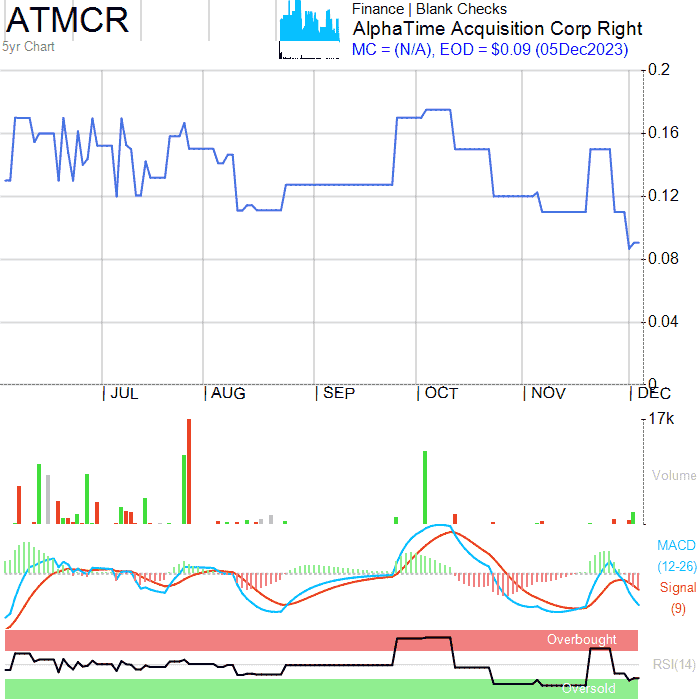 ATMCR
5yr Chart
Finance | Blank Checks
AlphaTime Acquisition Corp Right
MC = (N/A), EOD = $0.09 (05Dec2023)
0.2
0.16
0.12
0.08
0.04
0
JUL AUG SEP OCT NOV DEC
17k
Volume
MACD
(12-26)
Signal
(9)
Overbought
RSI(14)
Oversold